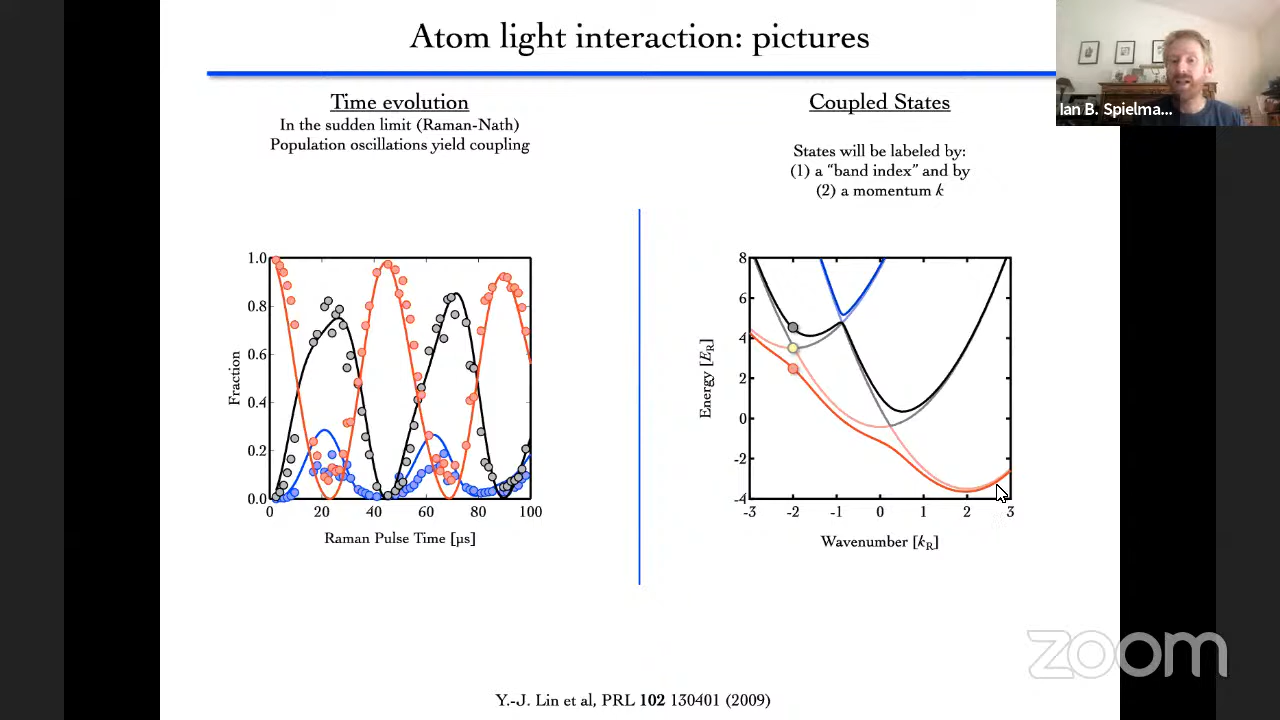 Atom light interaction: pictures
Ian B. Spielma...
Time evolution
In the sudden limit (Raman-Nath)
Population oscillations yield coupling
Coupled States
States will be labeled by:
(1) a “band index” and by
(2) a momentum k
1.0
0.8
0.6
0.4
0.2
0.0
Fraction
0 20 40 60 80 100
Raman Pulse Time [μs]
8
6
4
2
0
-2
-4
Energy [ER]
-3 -2 -1 0 1 2 3
Wavenumber [kR]
zoom
Y.-J. Lin et al, PRL 102 130401 (2009)